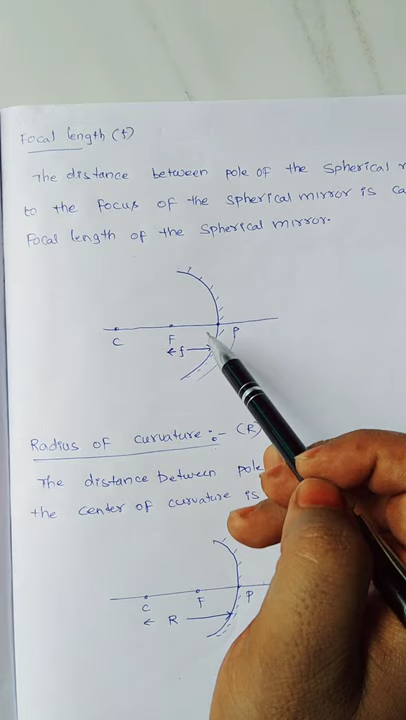 Focal length (f)
The distance between pole of the spherical
to the focus of the spherical mirror is
Focal length of the spherical mirror.
C F P
f
Radius of curvature :- (R)
The distance between pole
the center of curvature is
C F P
R